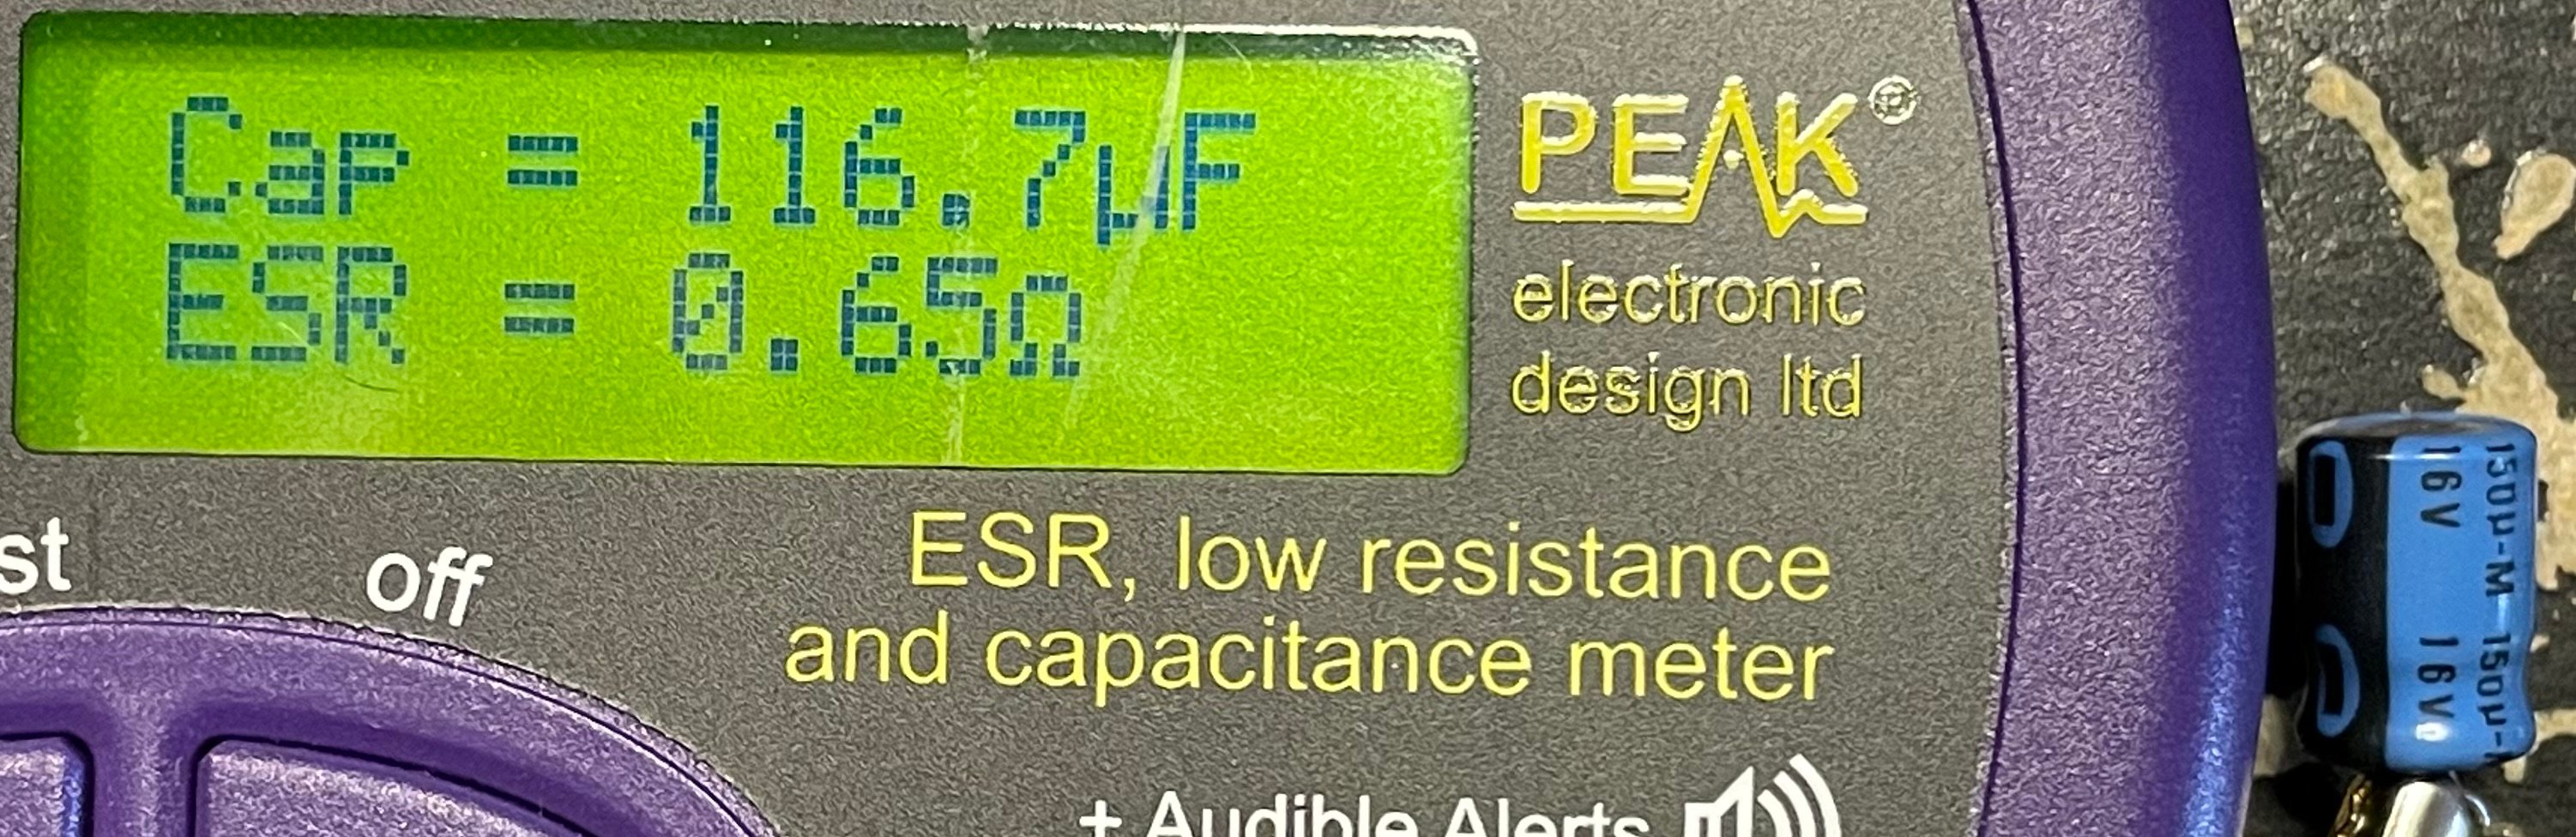 Cap = 116.7µF
ESR = 0.65Ω
PEAK®
electronic
design ltd
st
off
ESR, low resistance
and capacitance meter
+ Audible Alerts
150µ-M 150µ-
16V 16V